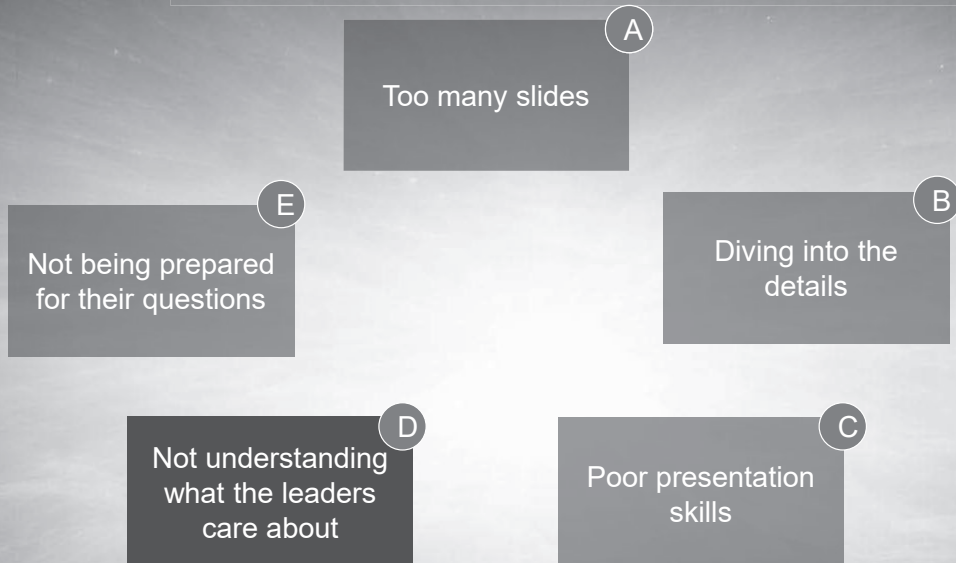 A
Too many slides
B
Diving into the
details
C
Poor presentation
skills
D
Not understanding
what the leaders
care about
E
Not being prepared
for their questions